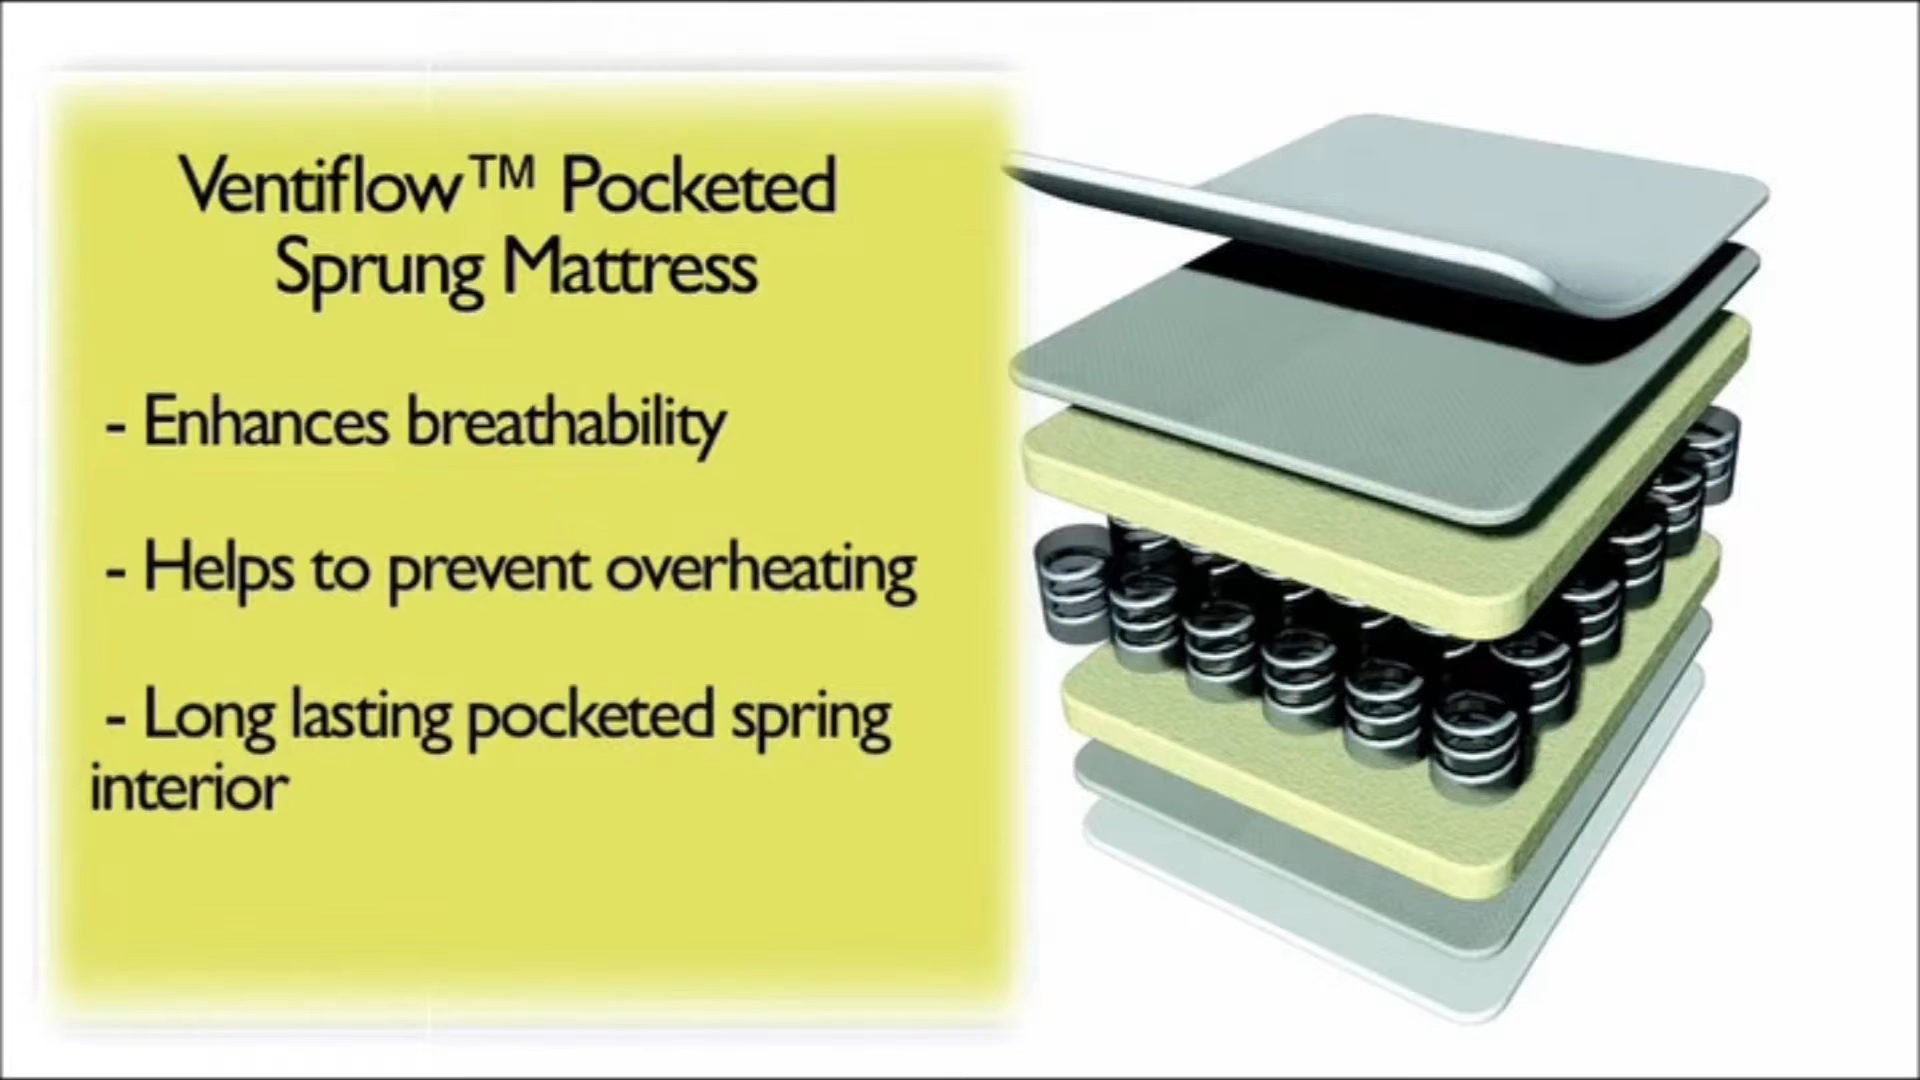 Ventiflow™ Pocketed
Sprung Mattress
- Enhances breathability
- Helps to prevent overheating
- Long lasting pocketed spring
interior